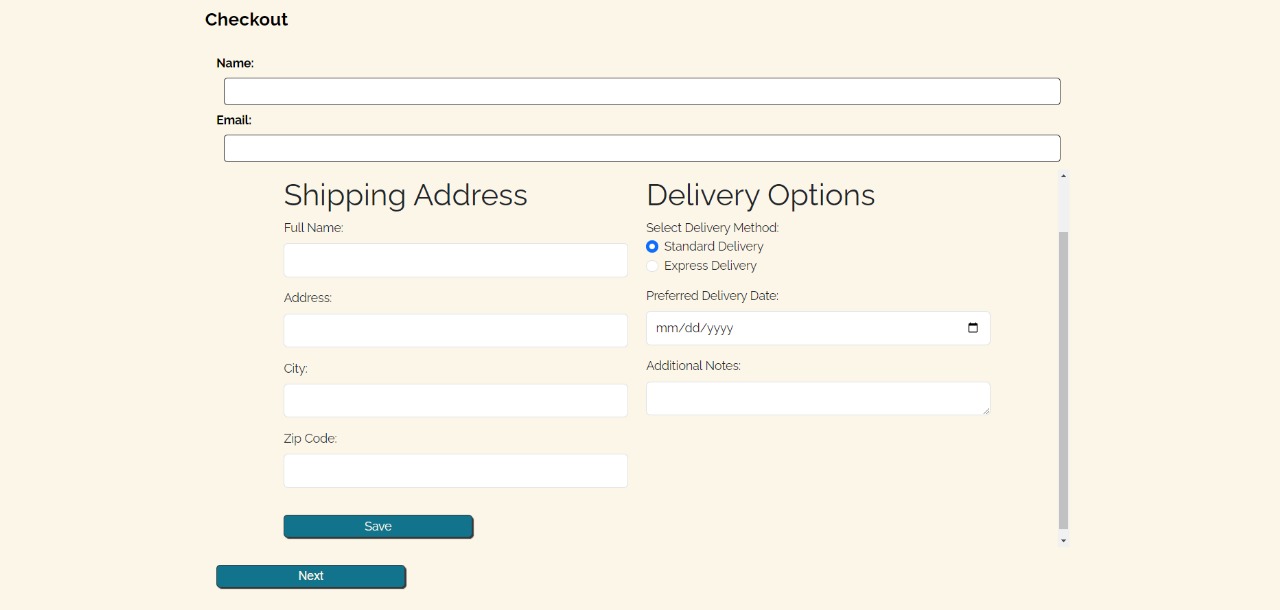 Checkout
Name:
Email:
Shipping Address
Full Name:
Address:
City:
Zip Code:
Save
Delivery Options
Select Delivery Method:
Standard Delivery
Express Delivery
Preferred Delivery Date:
mm/dd/yyyy
Additional Notes:
Next